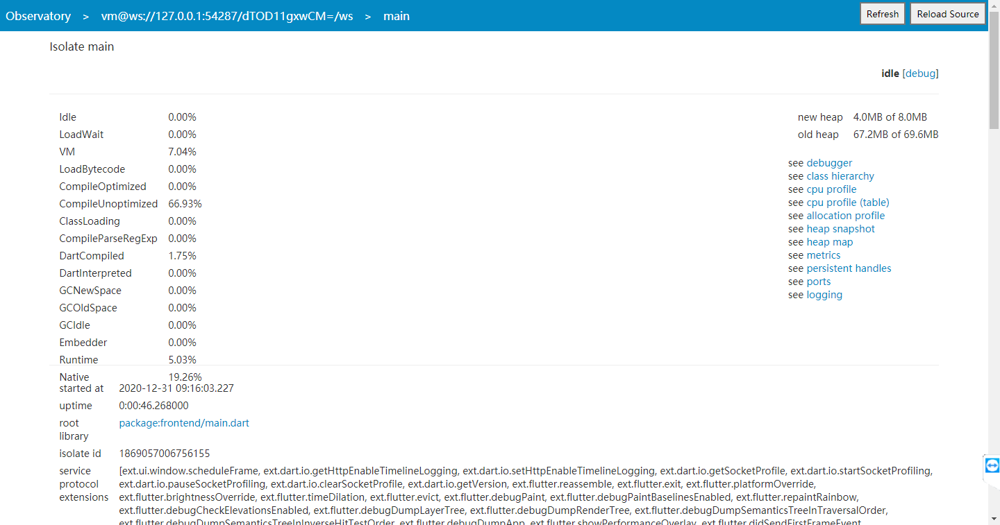 Observatory > vm@ws://127.0.0.1:54287/dTOD11gxwCM=/ws > main
Refresh Reload Source
Isolate main
idle [debug]
Idle 0.00%
LoadWait 0.00%
VM 7.04%
LoadBytecode 0.00%
CompileOptimized 0.00%
CompileUnoptimized 66.93%
ClassLoading 0.00%
CompileParseRegExp 0.00%
DartCompiled 1.75%
DartInterpreted 0.00%
GCNewSpace 0.00%
GCOldSpace 0.00%
GCIdle 0.00%
Embedder 0.00%
Runtime 5.03%
Native 19.26%
new heap 4.0MB of 8.0MB
old heap 67.2MB of 69.6MB
see debugger
see class hierarchy
see cpu profile
see cpu profile (table)
see allocation profile
see heap snapshot
see heap map
see metrics
see persistent handles
see ports
see logging
started at 2020-12-31 09:16:03.227
uptime 0:00:46.268000
root library package:frontend/main.dart
isolate id 1869057006756155
service protocol extensions
[ext.ui.window.scheduleFrame, ext.dart.io.getHttpEnableTimelineLogging, ext.dart.io.setHttpEnableTimelineLogging, ext.dart.io.getSocketProfile, ext.dart.io.startSocketProfiling,
ext.dart.io.pauseSocketProfiling, ext.dart.io.clearSocketProfile, ext.dart.io.getVersion, ext.flutter.reassemble, ext.flutter.exit, ext.flutter.platformOverride,
ext.flutter.brightnessOverride, ext.flutter.timeDilation, ext.flutter.evict, ext.flutter.debugPaint, ext.flutter.debugPaintBaselinesEnabled, ext.flutter.repaintRainbow,
ext.flutter.debugCheckElevationsEnabled, ext.flutter.debugDumpLayerTree, ext.flutter.debugDumpRenderTree, ext.flutter.debugDumpSemanticsTreeInTraversalOrder,
ext.flutter.debugDumpSemanticsTreeInInverseHitTestOrder, ext.flutter.debugDumpApp, ext.flutter.showPerformanceOverlay, ext.flutter.didSendFirstFrameEvent,